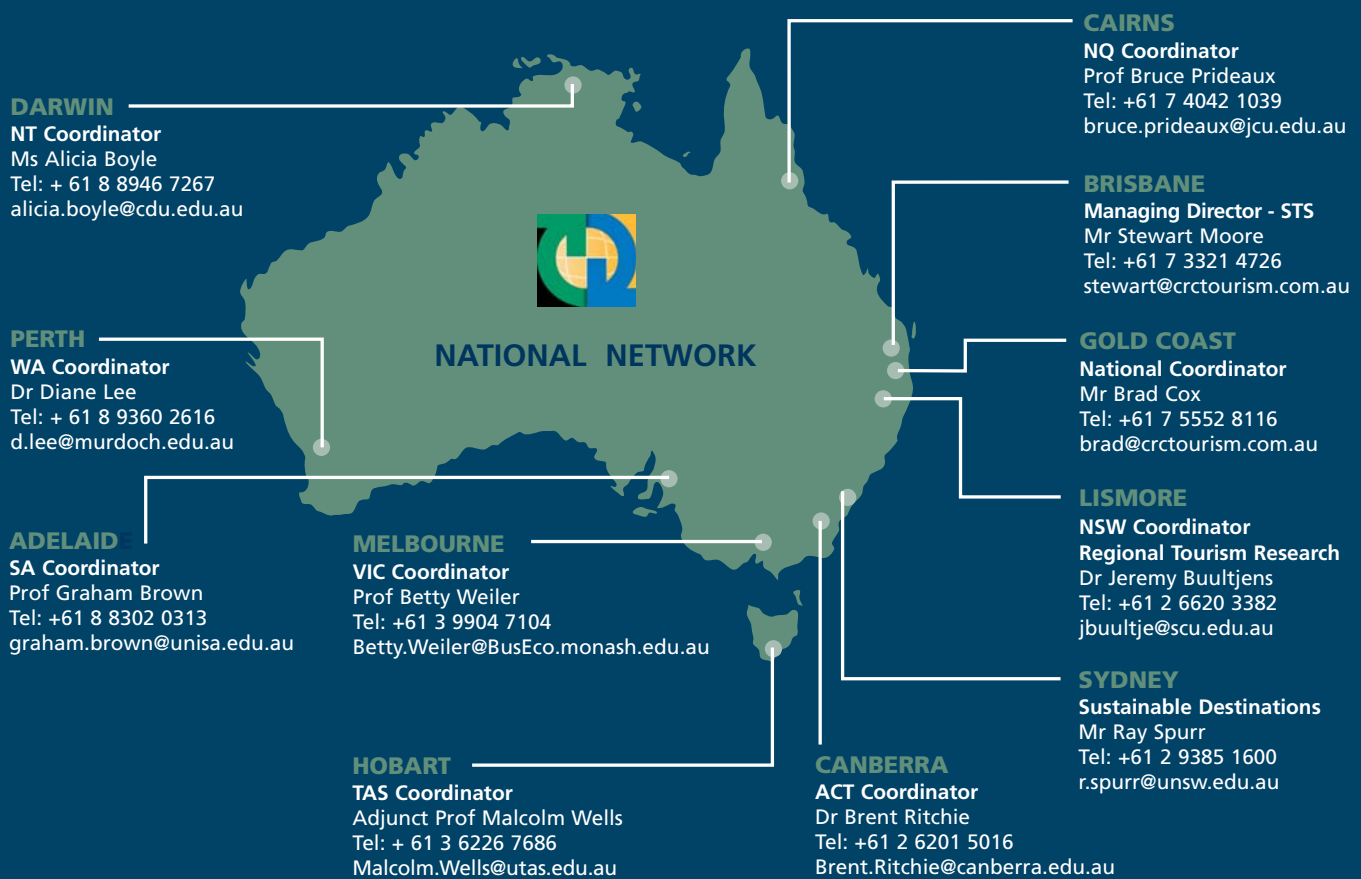 DARWIN
NT Coordinator
Ms Alicia Boyle
Tel: + 61 8 8946 7267
alicia.boyle@cdu.edu.au
PERTH
WA Coordinator
Dr Diane Lee
Tel: + 61 8 9360 2616
d.lee@murdoch.edu.au
ADELAIDE
SA Coordinator
Prof Graham Brown
Tel: +61 8 8302 0313
graham.brown@unisa.edu.au
NATIONAL NETWORK
MELBOURNE
VIC Coordinator
Prof Betty Weiler
Tel: +61 3 9904 7104
Betty.Weiler@BusEco.monash.edu.au
HOBART
TAS Coordinator
Adjunct Prof Malcolm Wells
Tel: + 61 3 6226 7686
Malcolm.Wells@utas.edu.au
CANBERRA
ACT Coordinator
Dr Brent Ritchie
Tel: +61 2 6201 5016
Brent.Ritchie@canberra.edu.au
CAIRNS
NQ Coordinator
Prof Bruce Prideaux
Tel: +61 7 4042 1039
bruce.prideaux@jcu.edu.au
BRISBANE
Managing Director - STS
Mr Stewart Moore
Tel: +61 7 3321 4726
stewart@crctourism.com.au
GOLD COAST
National Coordinator
Mr Brad Cox
Tel: +61 7 5552 8116
brad@crctourism.com.au
LISMORE
NSW Coordinator
Regional Tourism Research
Dr Jeremy Buultjens
Tel: +61 2 6620 3382
jbuultje@scu.edu.au
SYDNEY
Sustainable Destinations
Mr Ray Spurr
Tel: +61 2 9385 1600
r.spurr@unsw.edu.au